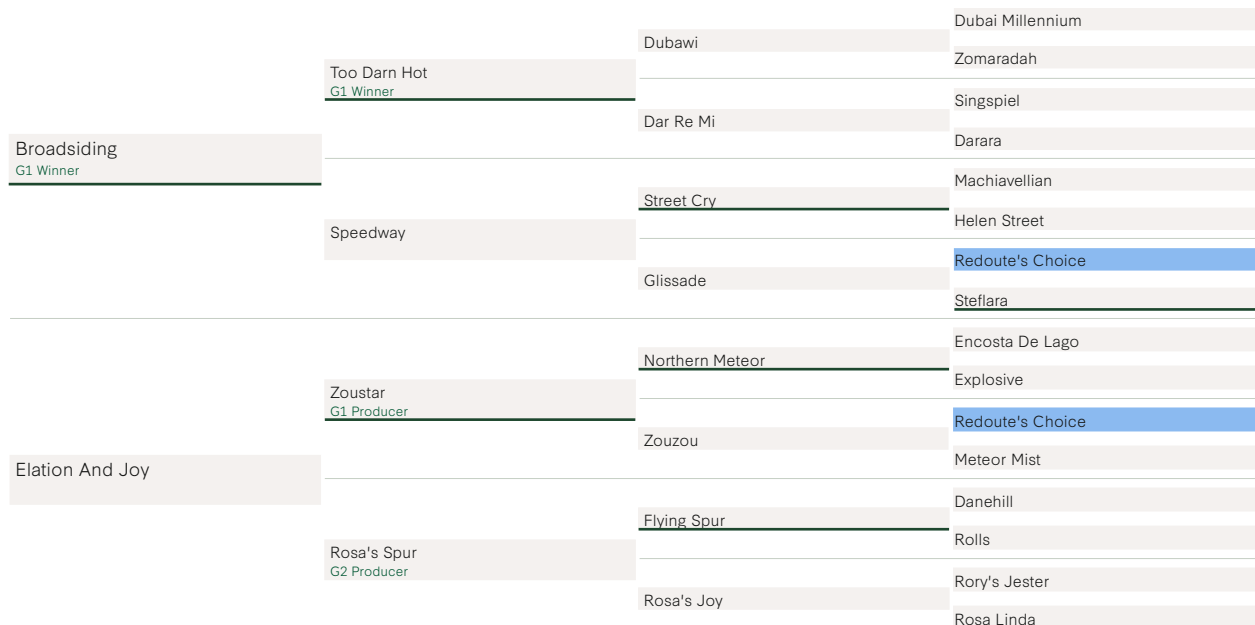 Broadsiding
G1 Winner
Elation And Joy
Too Darn Hot
G1 Winner
Speedway
Zoustar
G1 Producer
Rosa's Spur
G2 Producer
Dubawi
Dar Re Mi
Street Cry
Glissade
Northern Meteor
Zouzou
Flying Spur
Rosa's Joy
Dubai Millennium
Zomaradah
Singspiel
Darara
Machiavellian
Helen Street
Redoute's Choice
Steflara
Encosta De Lago
Explosive
Redoute's Choice
Meteor Mist
Danehill
Rolls
Rory's Jester
Rosa Linda